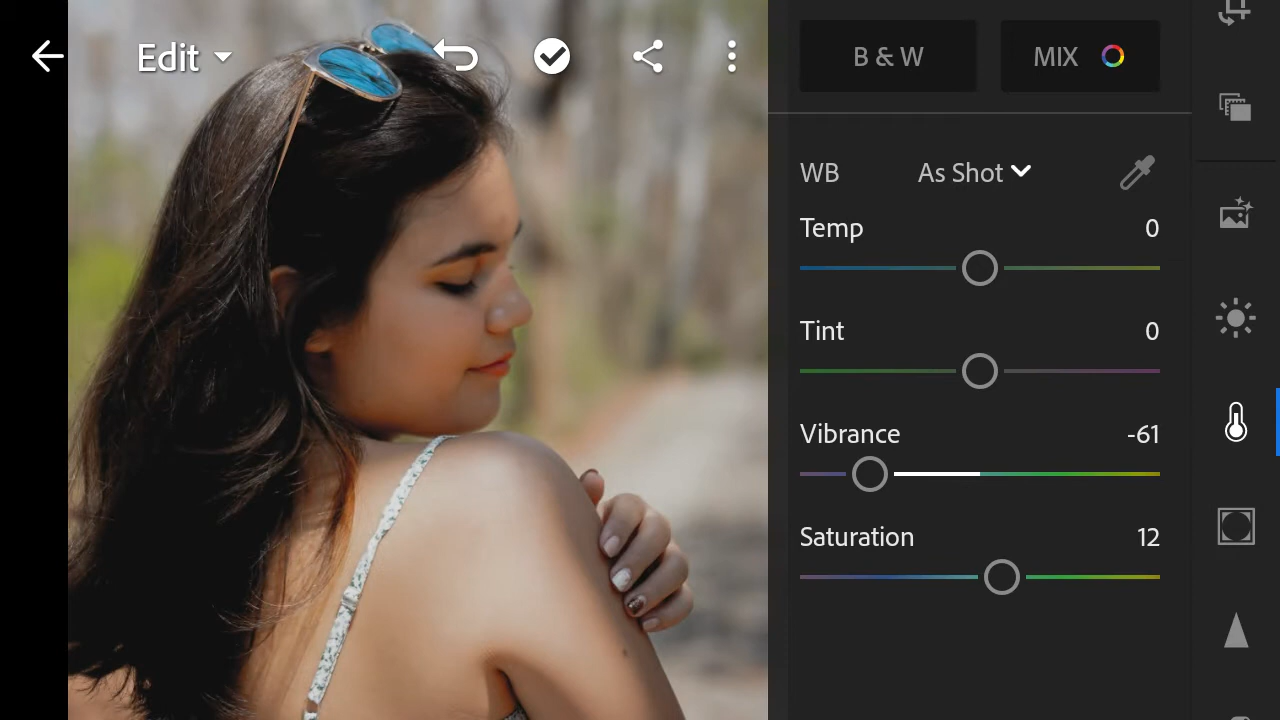 Edit
B & W MIX
WB As Shot
Temp 0
Tint 0
Vibrance -61
Saturation 12